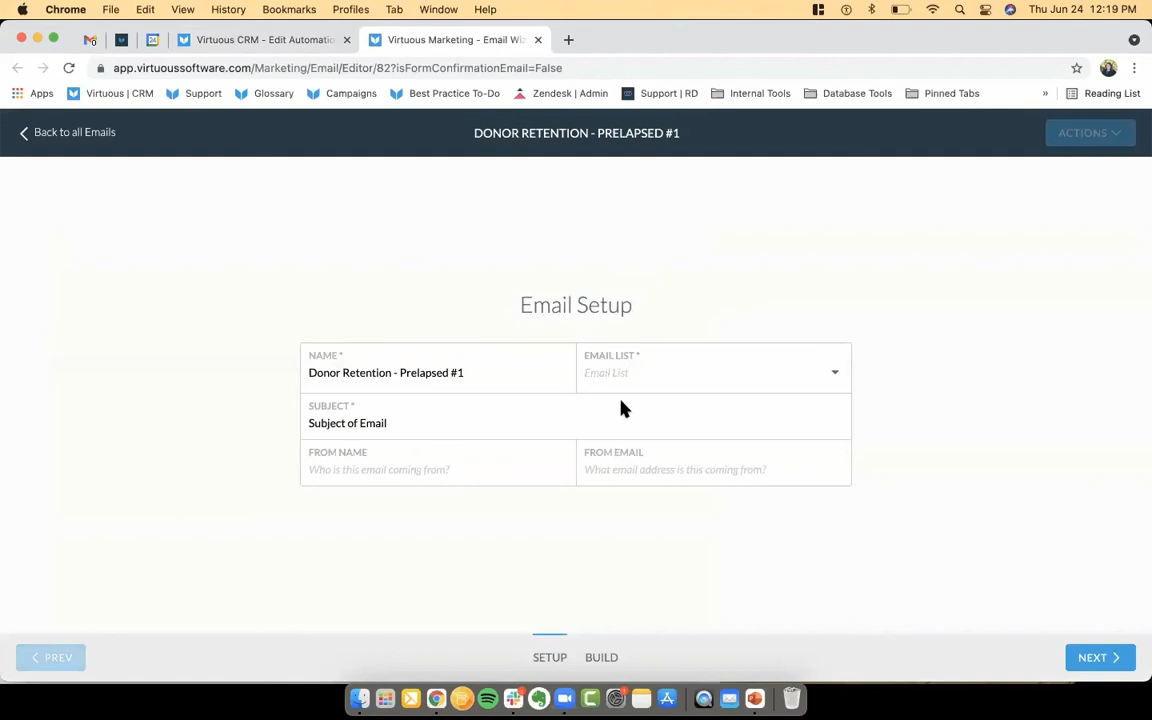 Chrome File Edit View History Bookmarks Profiles Tab Window Help Thu Jun 24 12:19 PM
Virtuous CRM - Edit Automatio Virtuous Marketing - Email Wiz
app.virtuoussoftware.com/Marketing/Email/Editor/82?isFormConfirmationEmail=False
Apps Virtuous | CRM Support Glossary Campaigns Best Practice To-Do Zendesk | Admin Support | RD Internal Tools Database Tools Pinned Tabs » Reading List
Back to all Emails DONOR RETENTION - PRELAPSED #1 ACTIONS
Email Setup
NAME * EMAIL LIST *
Donor Retention - Prelapsed #1 Email List
SUBJECT *
Subject of Email
FROM NAME FROM EMAIL
Who is this email coming from? What email address is this coming from?
PREV SETUP BUILD NEXT